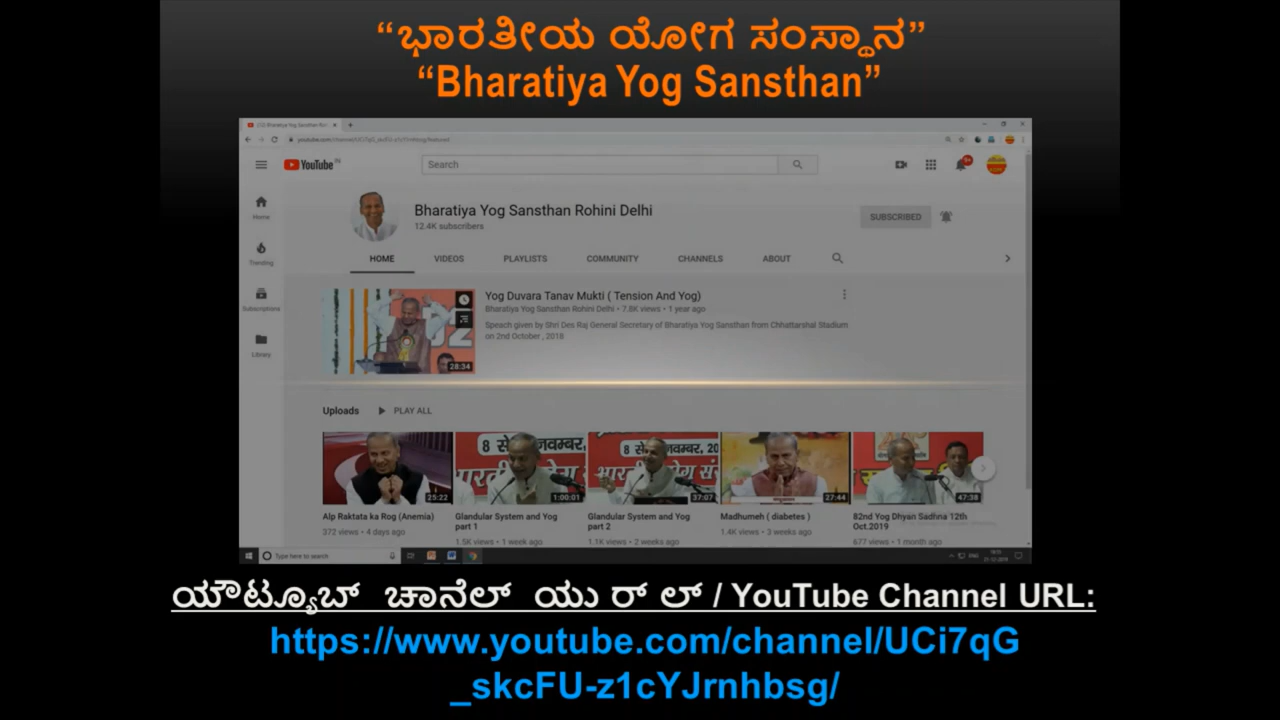 “ಭಾರತೀಯ ಯೋಗ ಸಂಸ್ಥಾನ”
“Bharatiya Yog Sansthan”
YouTube
Search
Home
Trending
Subscriptions
Library
Bharatiya Yog Sansthan Rohini Delhi
12.4K subscribers
SUBSCRIBED
HOME VIDEOS PLAYLISTS COMMUNITY CHANNELS ABOUT
Yog Duvara Tanav Mukti ( Tension And Yog)
Bharatiya Yog Sansthan Rohini Delhi • 7.8K views • 1 year ago
Speech given by Shri Des Raj General Secretary of Bharatiya Yog Sansthan from Chhattarshal Stadium
on 2nd October , 2018
28:34
Uploads PLAY ALL
25:22 1:00:01 37:07 27:44 47:38
Alp Raktata ka Rog (Anemia)
372 views • 4 days ago
Glandular System and Yog
part 1
1.5K views • 1 week ago
Glandular System and Yog
part 2
1.1K views • 2 weeks ago
Madhumeh ( diabetes )
1.4K views • 3 weeks ago
82nd Yog Dhyan Sadhna 12th
Oct.2019
677 views • 1 month ago
Type here to search
ENG
ಯೌಟ್ಯೂಬ್ ಚಾನೆಲ್ ಯು ರ್ ಲ್ / YouTube Channel URL:
https://www.youtube.com/channel/UCi7qG
_skcFU-z1cYJrnhbsg/